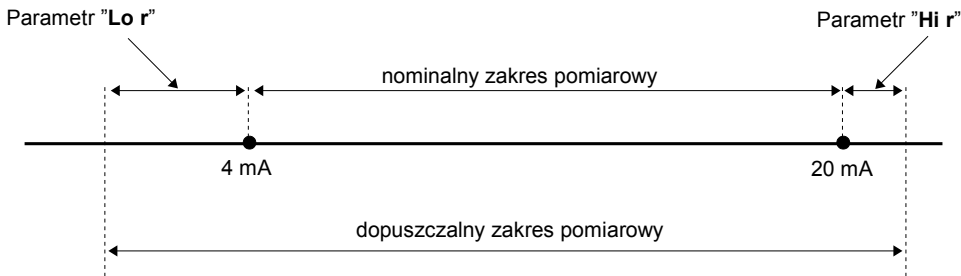 Parametr ”Lo r”
Parametr ”Hi r”
nominalny zakres pomiarowy
4 mA
20 mA
dopuszczalny zakres pomiarowy